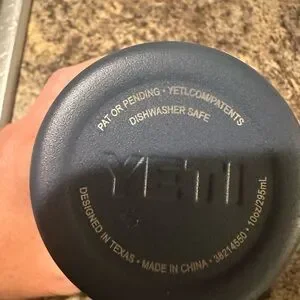 PAT OR PENDING • YETI.COM/PATENTS
DISHWASHER SAFE
YETI
DESIGNED IN TEXAS • MADE IN CHINA • 38214550 • 10oz/295mL